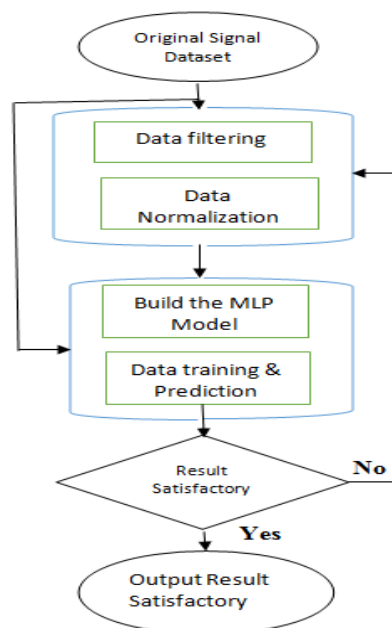 Original Signal
Dataset
Data filtering
Data
Normalization
Build the MLP
Model
Data training &
Prediction
Result
Satisfactory
No
Yes
Output Result
Satisfactory